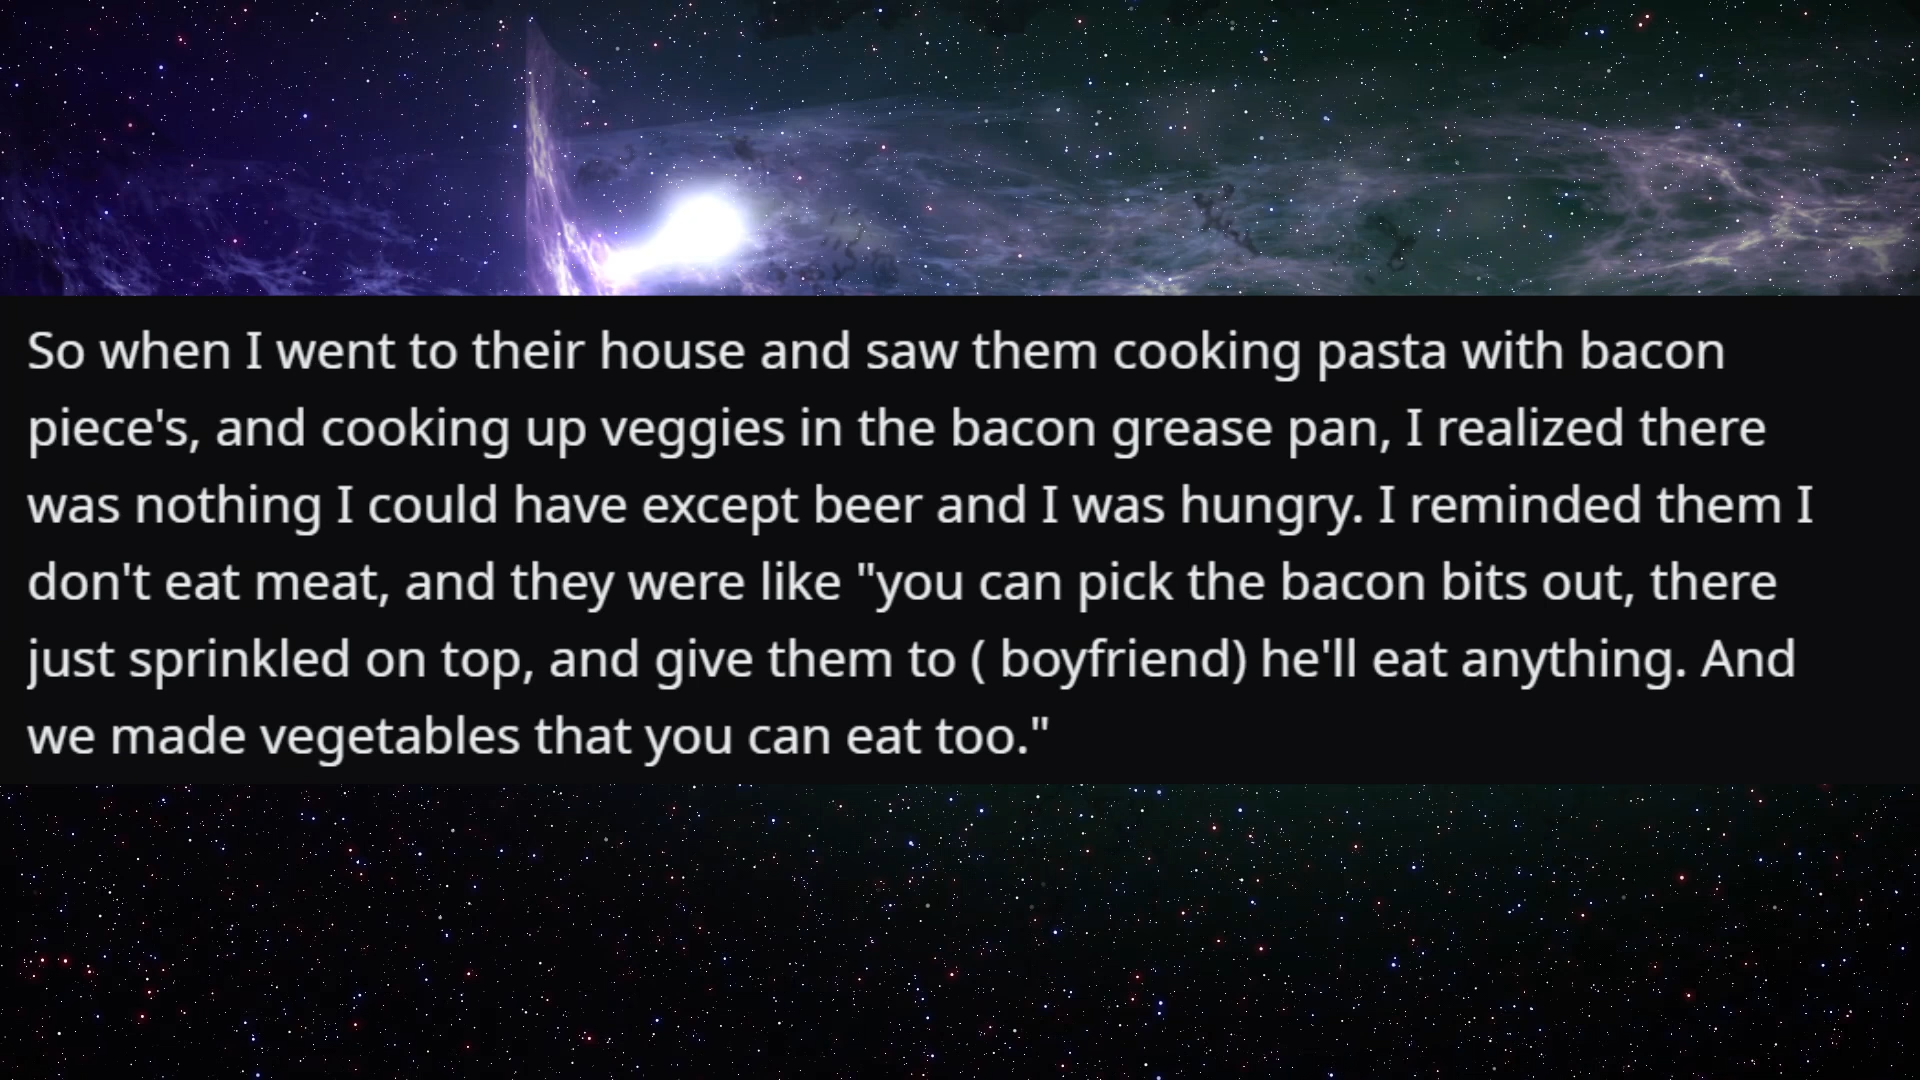 So when I went to their house and saw them cooking pasta with bacon
piece's, and cooking up veggies in the bacon grease pan, I realized there
was nothing I could have except beer and I was hungry. I reminded them I
don't eat meat, and they were like "you can pick the bacon bits out, there
just sprinkled on top, and give them to ( boyfriend) he'll eat anything. And
we made vegetables that you can eat too."